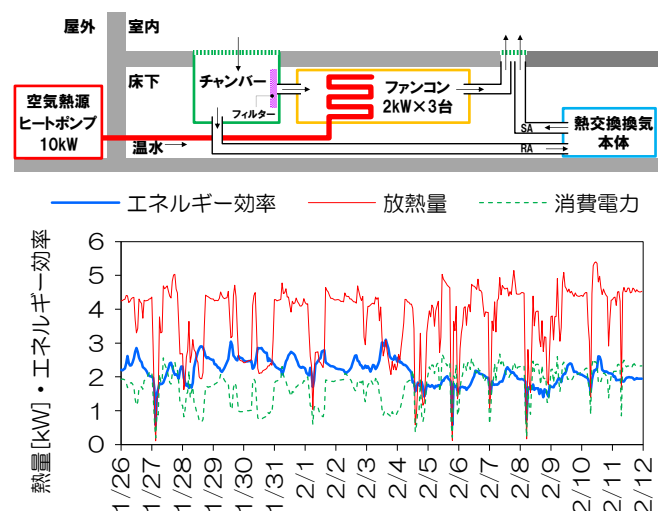 屋外
室内
床下
チャンバー
フィルター
ファンコン
2kW×3台
空気熱源
ヒートポンプ
10kW
温水
SA
RA
熱交換換気
本体
エネルギー効率
放熱量
消費電力
熱量[kW]・エネルギー効率
6
5
4
3
2
1
0
1/26
1/27
1/28
1/29
1/30
1/31
2/1
2/2
2/3
2/4
2/5
2/6
2/7
2/8
2/9
2/10
2/11
2/12